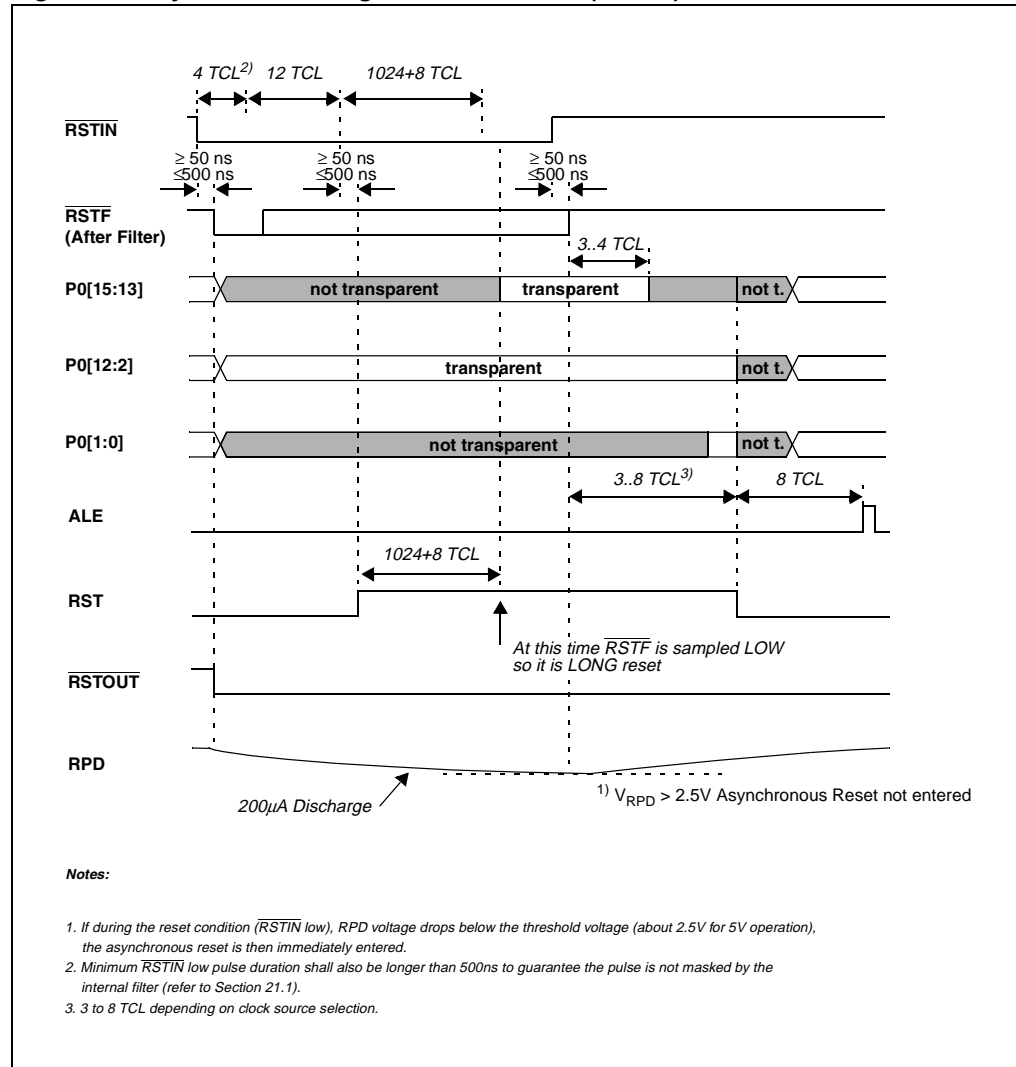 4 TCL2) 12 TCL 1024+8 TCL
RSTIN
≥ 50 ns ≥ 50 ns ≥ 50 ns
≤500 ns ≤500 ns ≤500 ns
RSTF
(After Filter)
3..4 TCL
P0[15:13] not transparent transparent not t.
P0[12:2] transparent not t.
P0[1:0] not transparent not t.
3..8 TCL3) 8 TCL
ALE
1024+8 TCL
RST
At this time RSTF is sampled LOW
so it is LONG reset
RSTOUT
RPD
200µA Discharge
1) VRPD > 2.5V Asynchronous Reset not entered
Notes:
1. If during the reset condition (RSTIN low), RPD voltage drops below the threshold voltage (about 2.5V for 5V operation),
the asynchronous reset is then immediately entered.
2. Minimum RSTIN low pulse duration shall also be longer than 500ns to guarantee the pulse is not masked by the
internal filter (refer to Section 21.1).
3. 3 to 8 TCL depending on clock source selection.